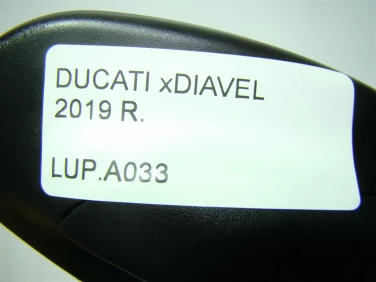 DUCATI xDIAVEL
2019 R.
LUP.A033